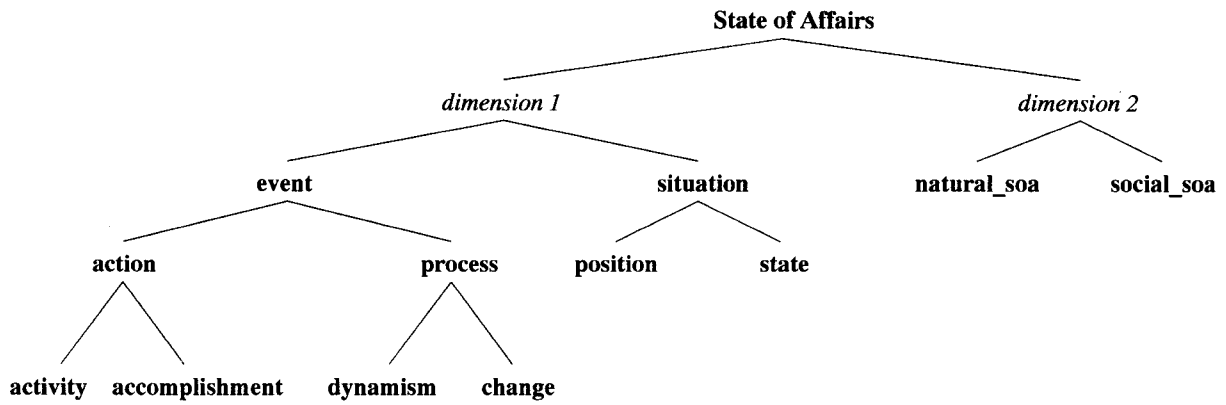 State of Affairs
dimension 1 dimension 2
event situation natural_soa social_soa
action process position state
activity accomplishment dynamism change